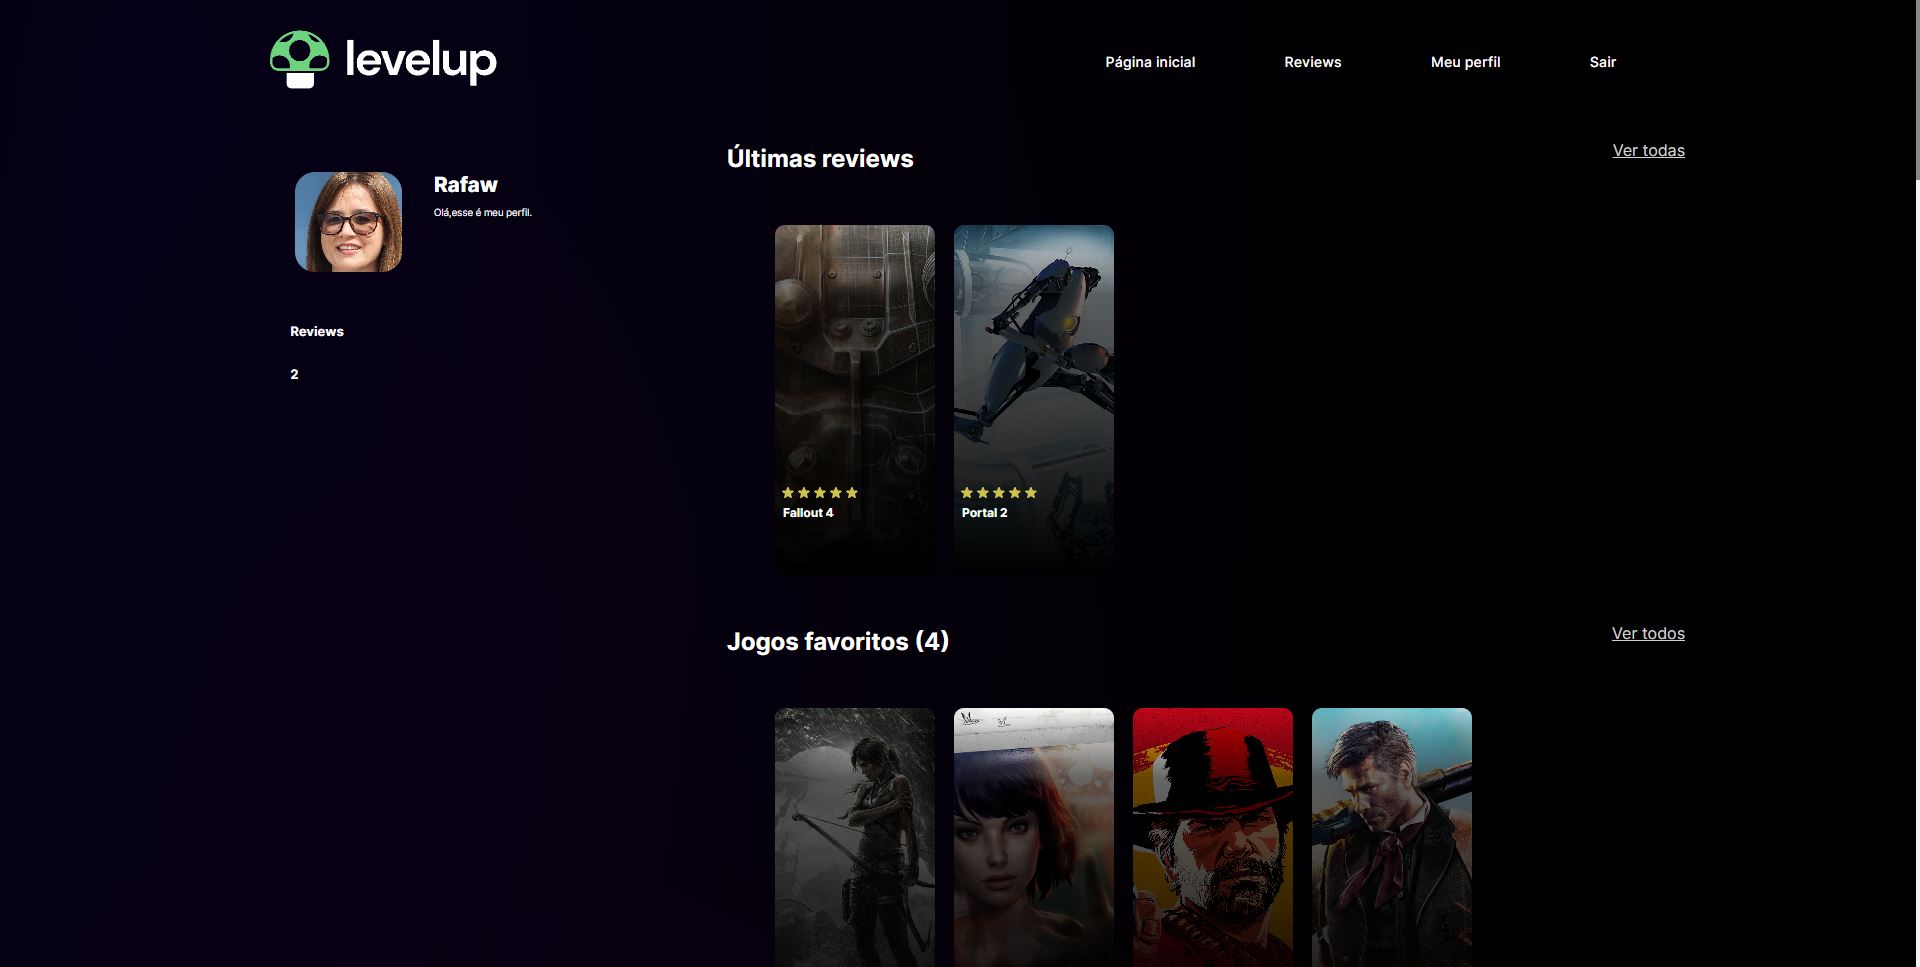 levelup
Página inicial
Reviews
Meu perfil
Sair
Últimas reviews
Ver todas
Rafaw
Olá,esse é meu perfil.
Reviews
2
Fallout 4
Portal 2
Jogos favoritos (4)
Ver todos